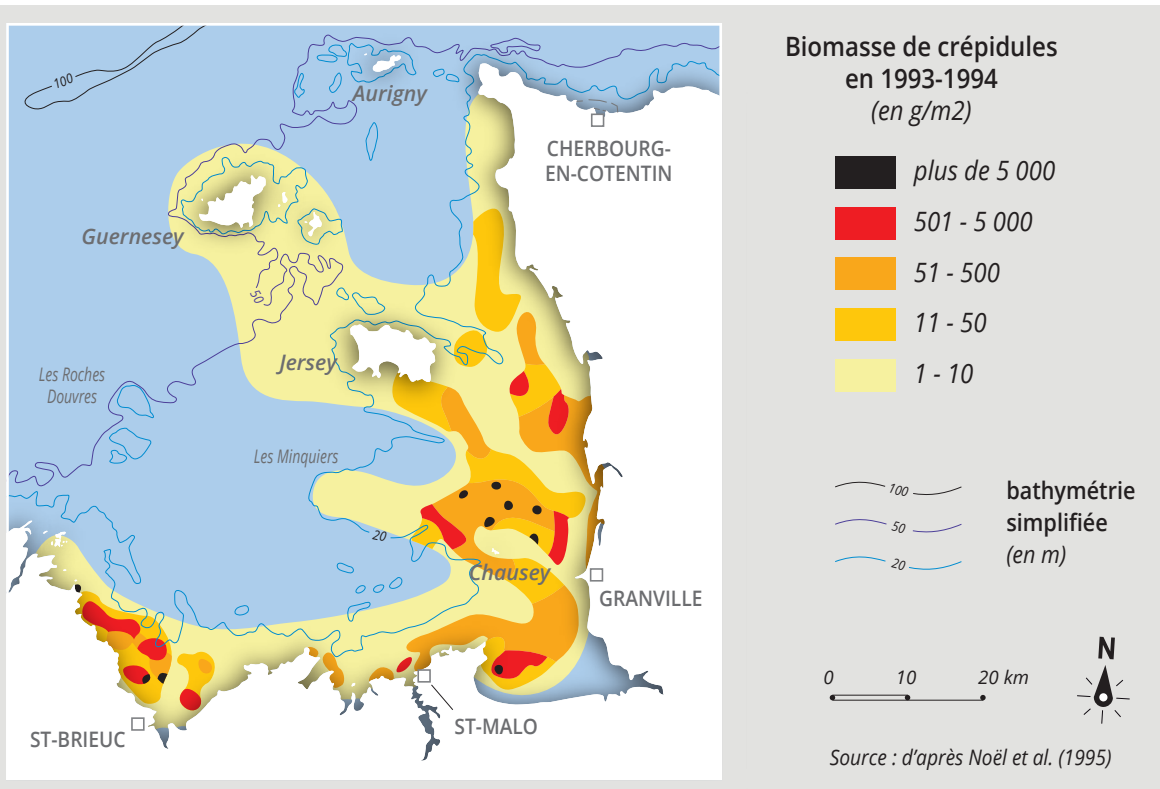 100
Aurigny
CHERBOURG-
EN-COTENTIN
Guernesey
50
Jersey
Les Roches
Douvres
Les Minquiers
20
Chausey
GRANVILLE
ST-MALO
ST-BRIEUC
Biomasse de crépidules
en 1993-1994
(en g/m2)
plus de 5 000
501 - 5 000
51 - 500
11 - 50
1 - 10
100
50
20
bathymétrie
simplifiée
(en m)
0 10 20 km
N
Source : d'après Noël et al. (1995)